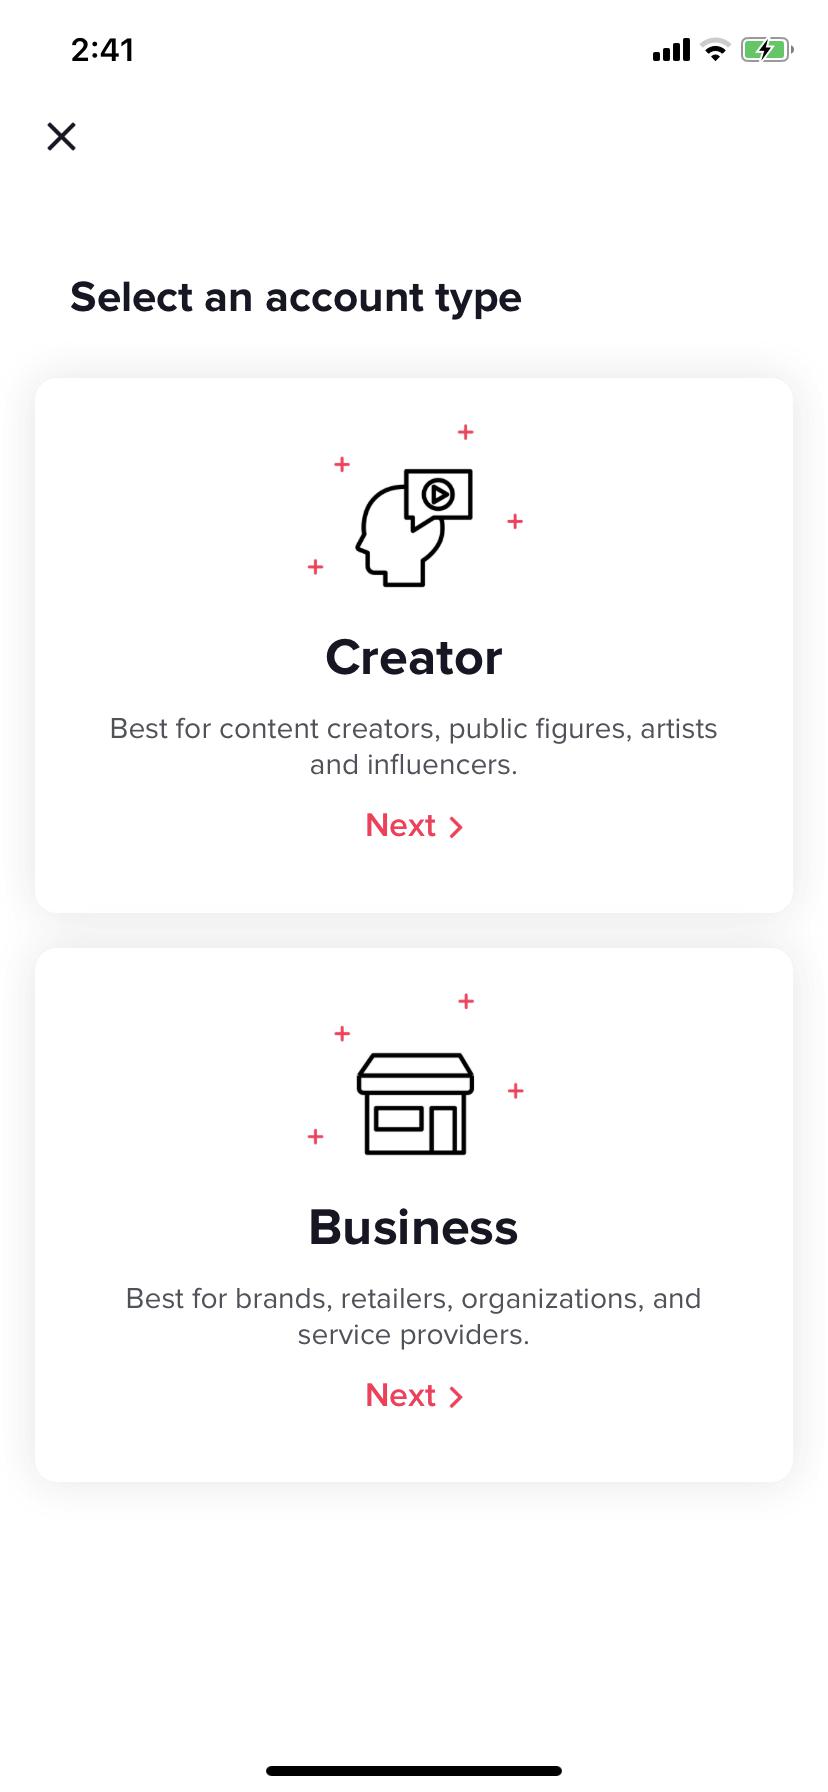 2:41
Select an account type
Creator
Best for content creators, public figures, artists
and influencers.
Next
Business
Best for brands, retailers, organizations, and
service providers.
Next